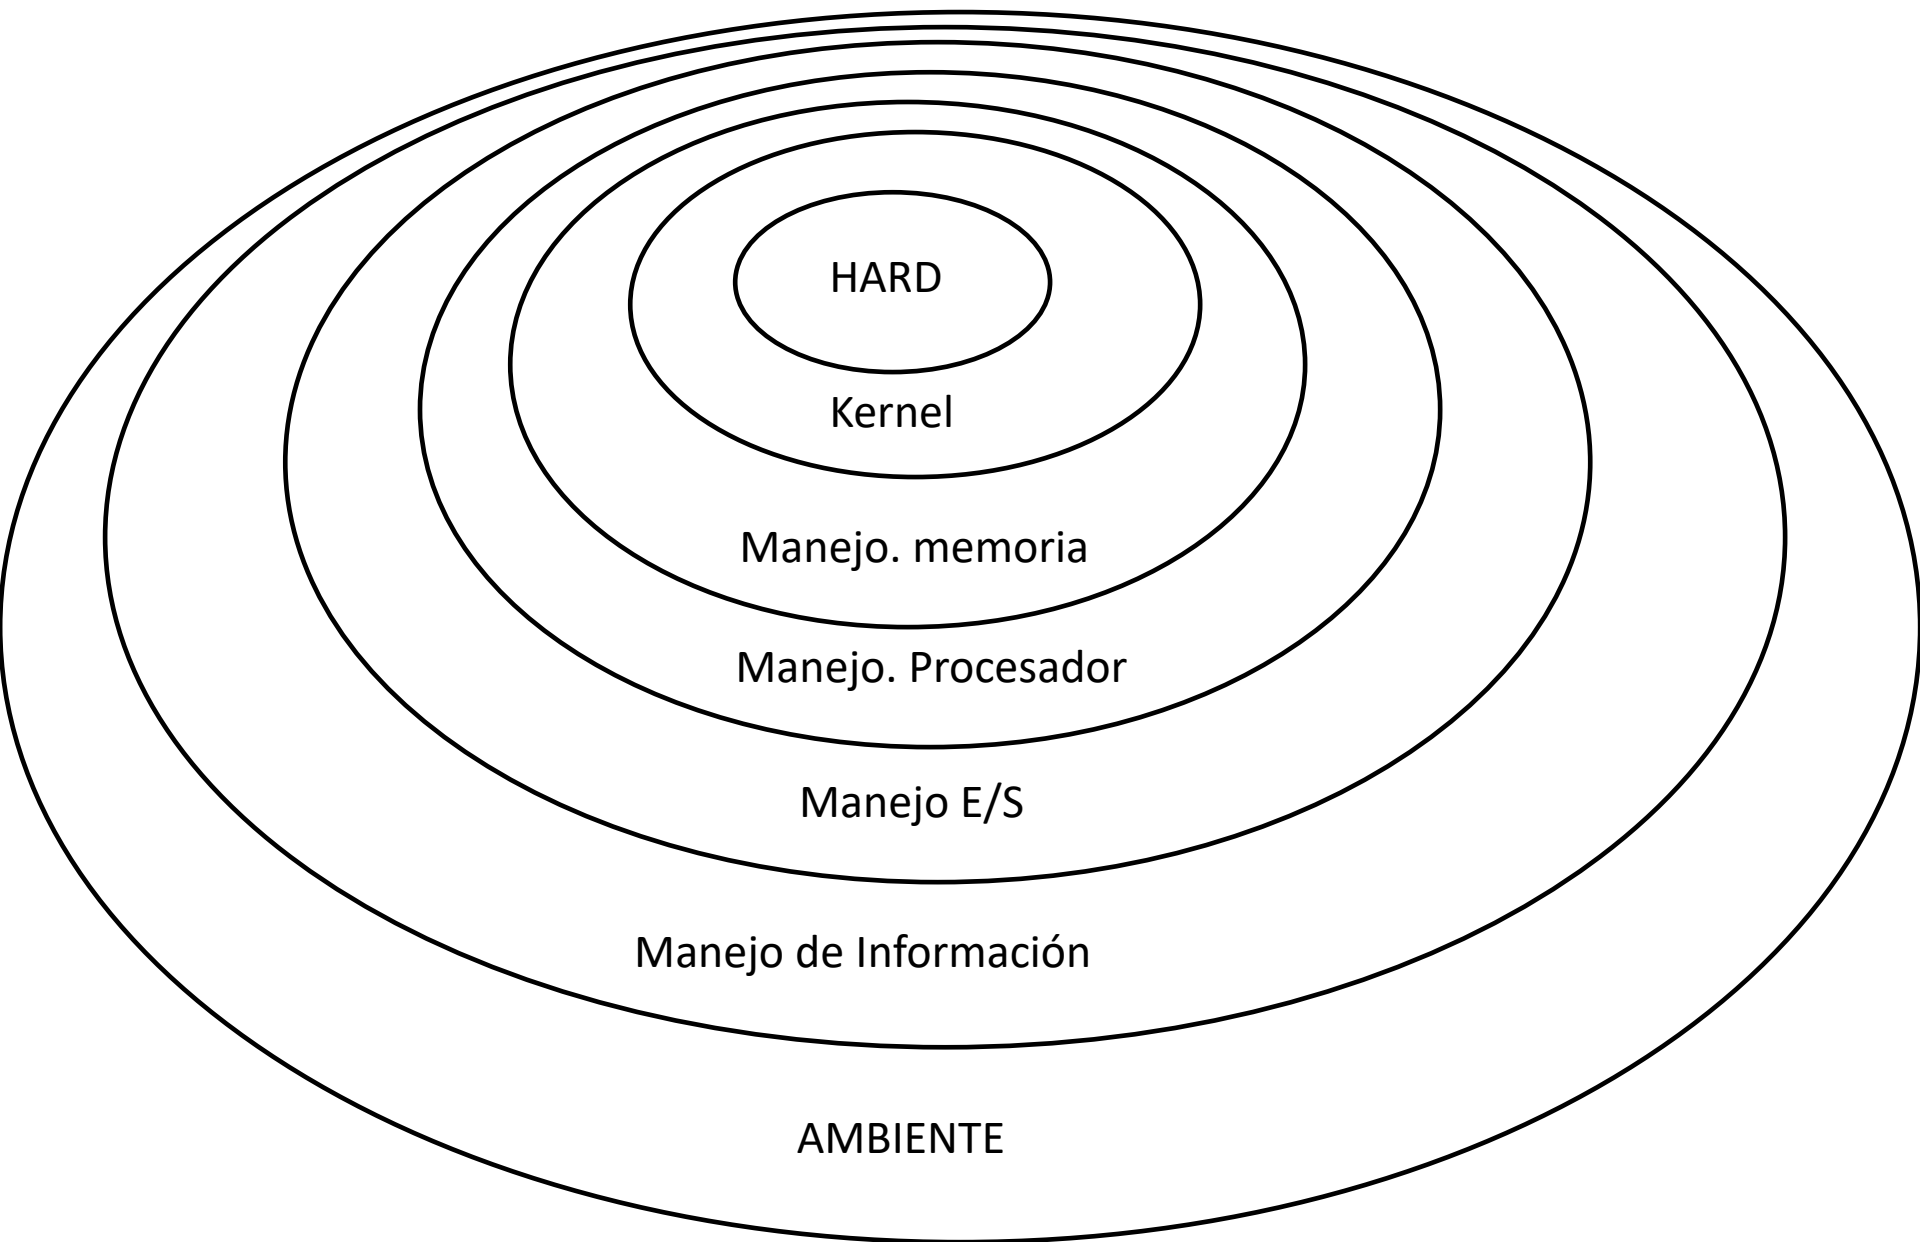 HARD
Kernel
Manejo. memoria
Manejo. Procesador
Manejo E/S
Manejo de Información
AMBIENTE